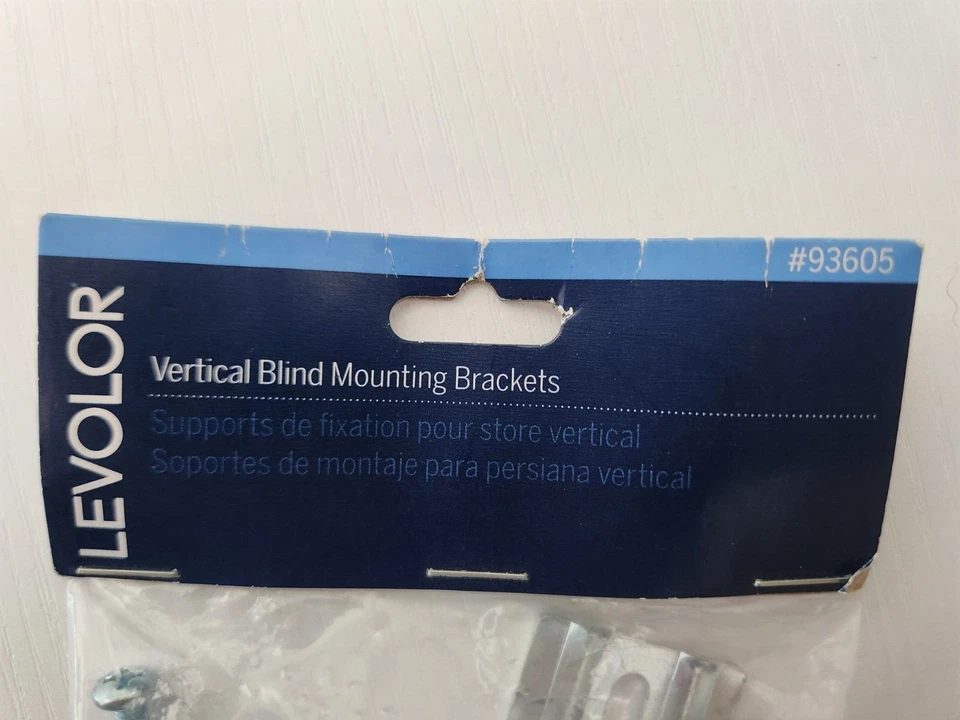 #93605
LEVOLOR
Vertical Blind Mounting Brackets
Supports de fixation pour store vertical
Soportes de montaje para persiana vertical